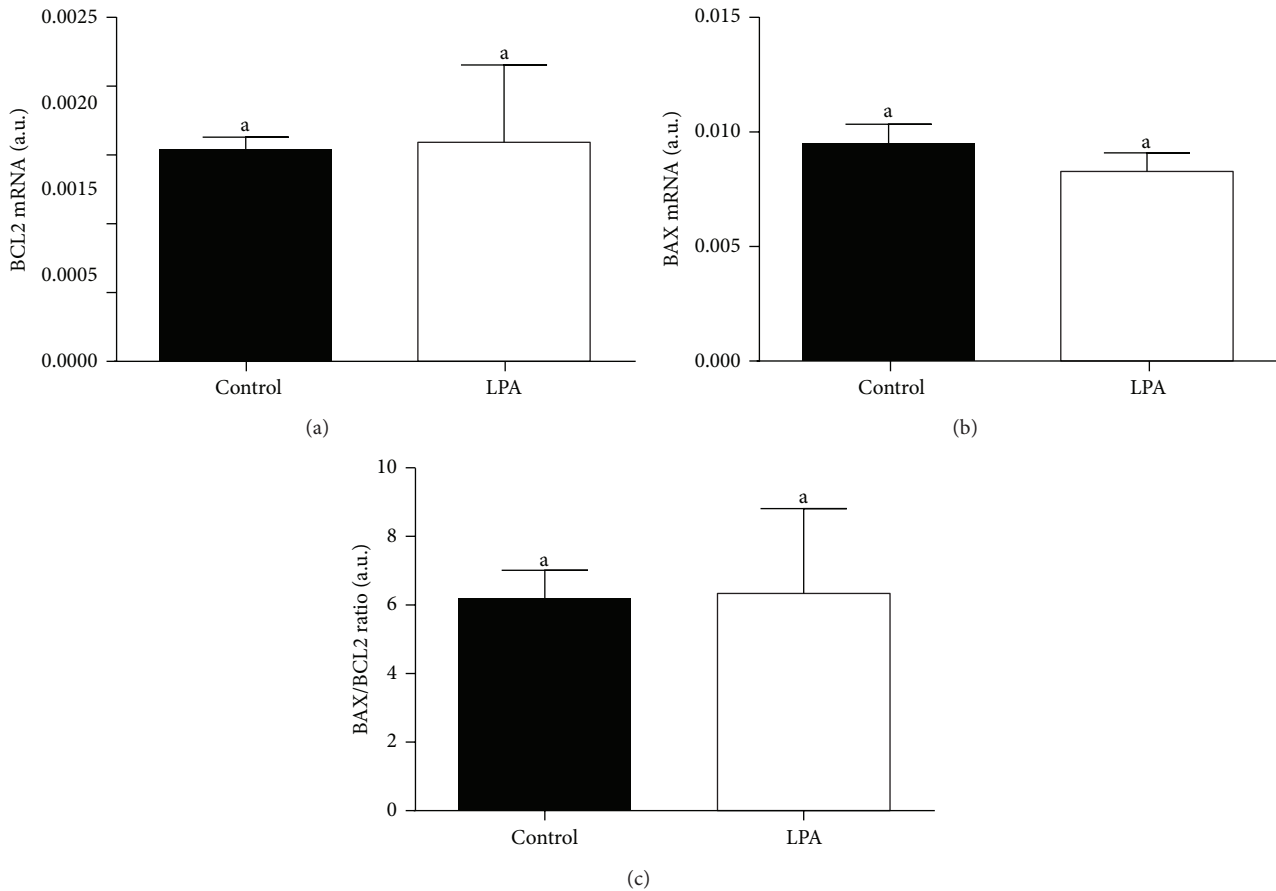 0.0025
0.0020
0.0015
0.0005
0.0000
BCL2 mRNA (a.u.)
a
a
Control
LPA
(a)
0.015
0.010
0.005
0.000
BAX mRNA (a.u.)
a
a
Control
LPA
(b)
10
8
6
4
2
0
BAX/BCL2 ratio (a.u.)
a
a
Control
LPA
(c)